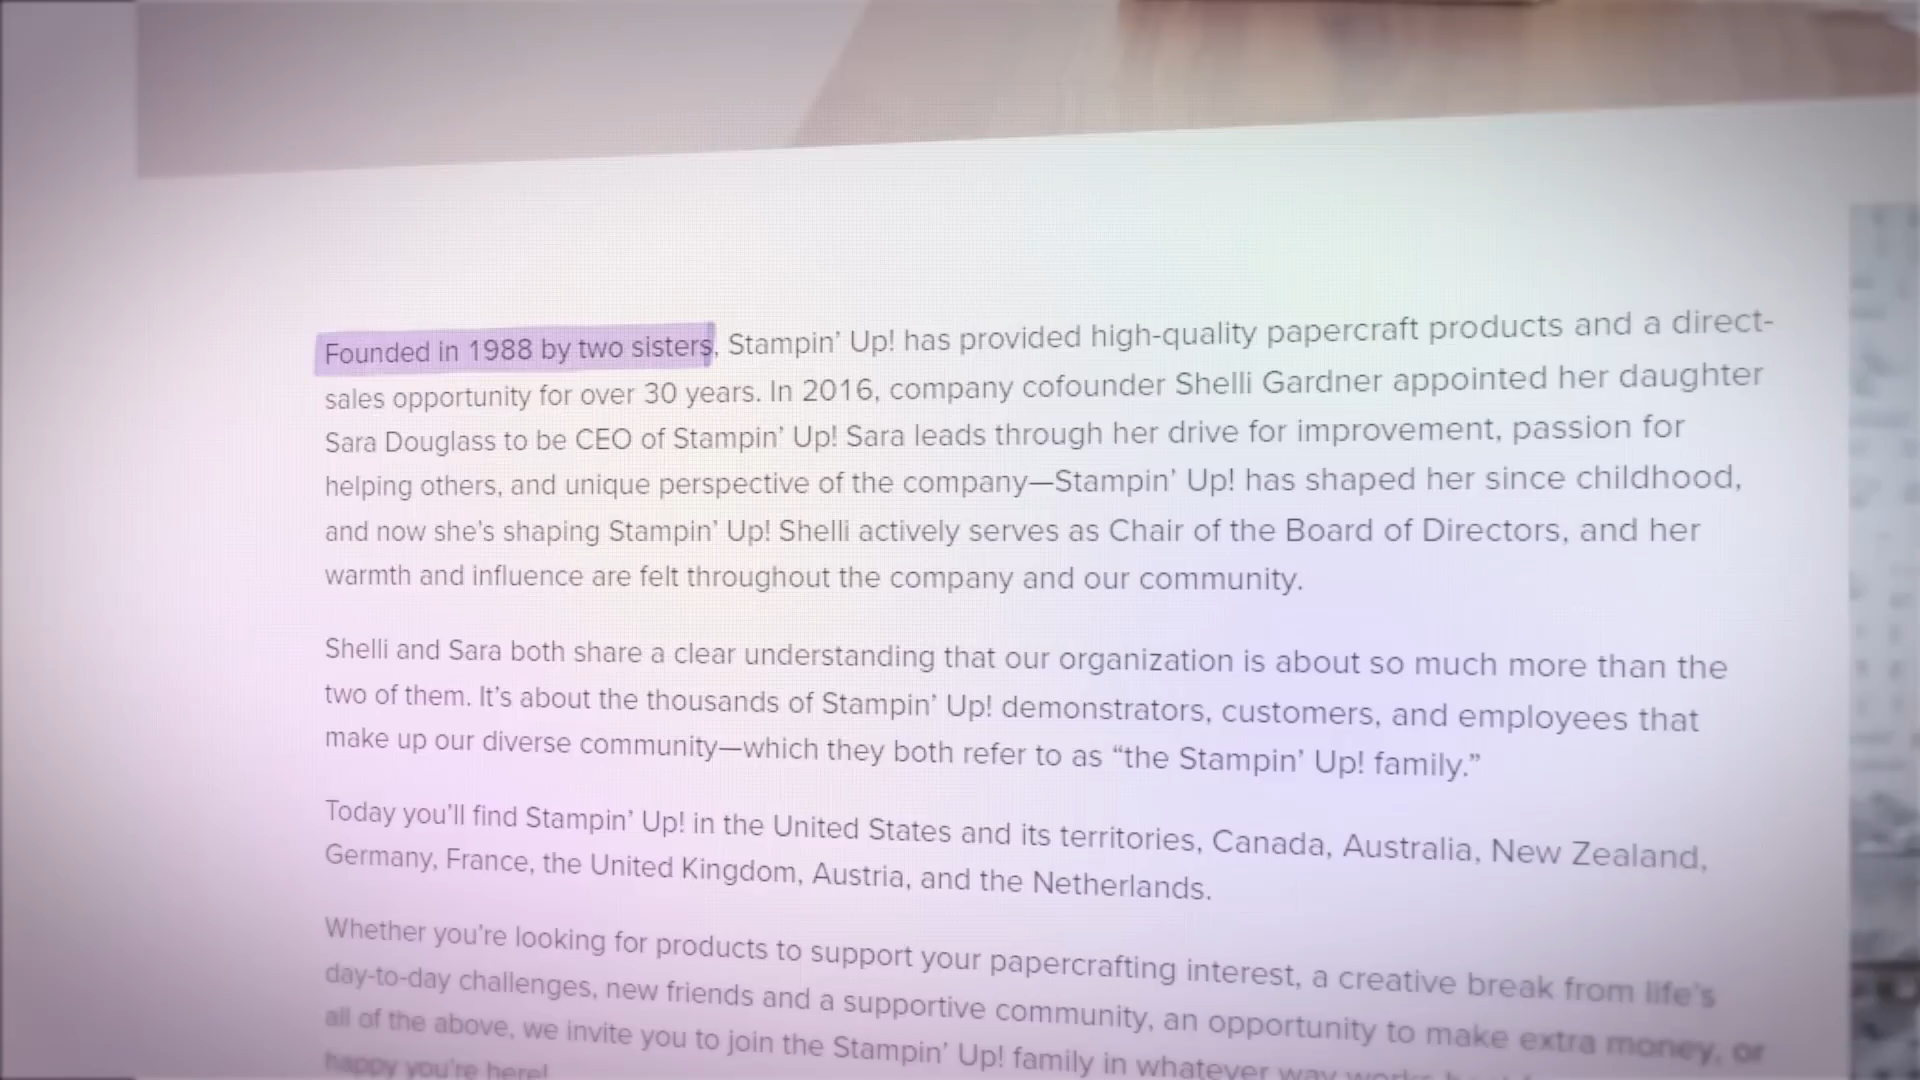 Founded in 1988 by two sisters, Stampin’ Up! has provided high-quality papercraft products and a direct-
sales opportunity for over 30 years. In 2016, company cofounder Shelli Gardner appointed her daughter
Sara Douglass to be CEO of Stampin’ Up! Sara leads through her drive for improvement, passion for
helping others, and unique perspective of the company—Stampin’ Up! has shaped her since childhood,
and now she’s shaping Stampin’ Up! Shelli actively serves as Chair of the Board of Directors, and her
warmth and influence are felt throughout the company and our community.
Shelli and Sara both share a clear understanding that our organization is about so much more than the
two of them. It’s about the thousands of Stampin’ Up! demonstrators, customers, and employees that
make up our diverse community—which they both refer to as “the Stampin’ Up! family.”
Today you’ll find Stampin’ Up! in the United States and its territories, Canada, Australia, New Zealand,
Germany, France, the United Kingdom, Austria, and the Netherlands.
Whether you’re looking for products to support your papercrafting interest, a creative break from life’s
day-to-day challenges, new friends and a supportive community, an opportunity to make extra money, or
all of the above, we invite you to join the Stampin’ Up! family in whatever way works
happy you’re here!